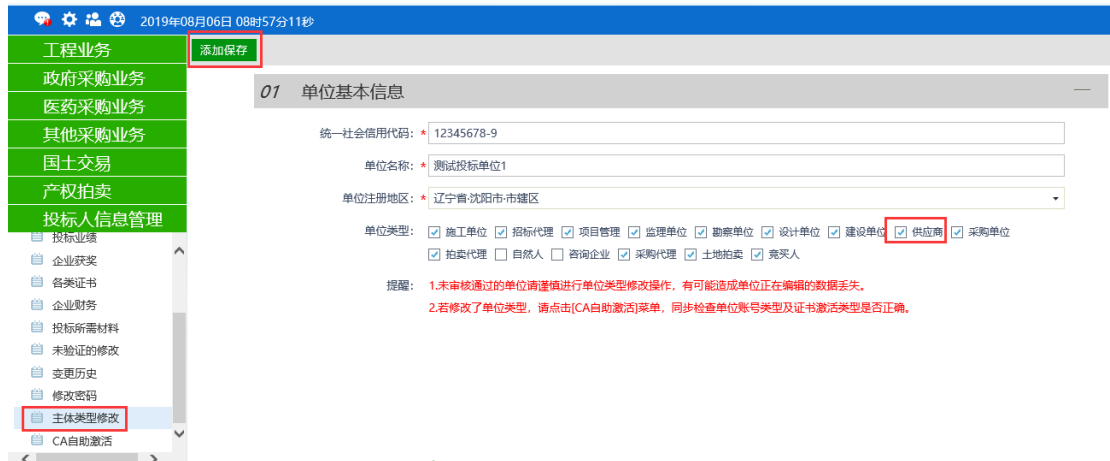 2019年08月06日 08时57分11秒
工程业务
政府采购业务
医药采购业务
其他采购业务
国土交易
产权拍卖
投标人信息管理
投标业绩
企业获奖
各类证书
企业财务
投标所需材料
未验证的修改
变更历史
修改密码
主体类型修改
CA自助激活
添加保存
01 单位基本信息
统一社会信用代码: * 12345678-9
单位名称: * 测试投标单位1
单位注册地区: * 辽宁省·沈阳市·市辖区
单位类型: 施工单位 招标代理 项目管理 监理单位 勘察单位 设计单位 建设单位 供应商 采购单位
拍卖代理 自然人 咨询企业 采购代理 土地拍卖 竞买人
提醒: 1.未审核通过的单位请谨慎进行单位类型修改操作，有可能造成单位正在编辑的数据丢失。
2.若修改了单位类型，请点击[CA自助激活]菜单，同步检查单位账号类型及证书激活类型是否正确。